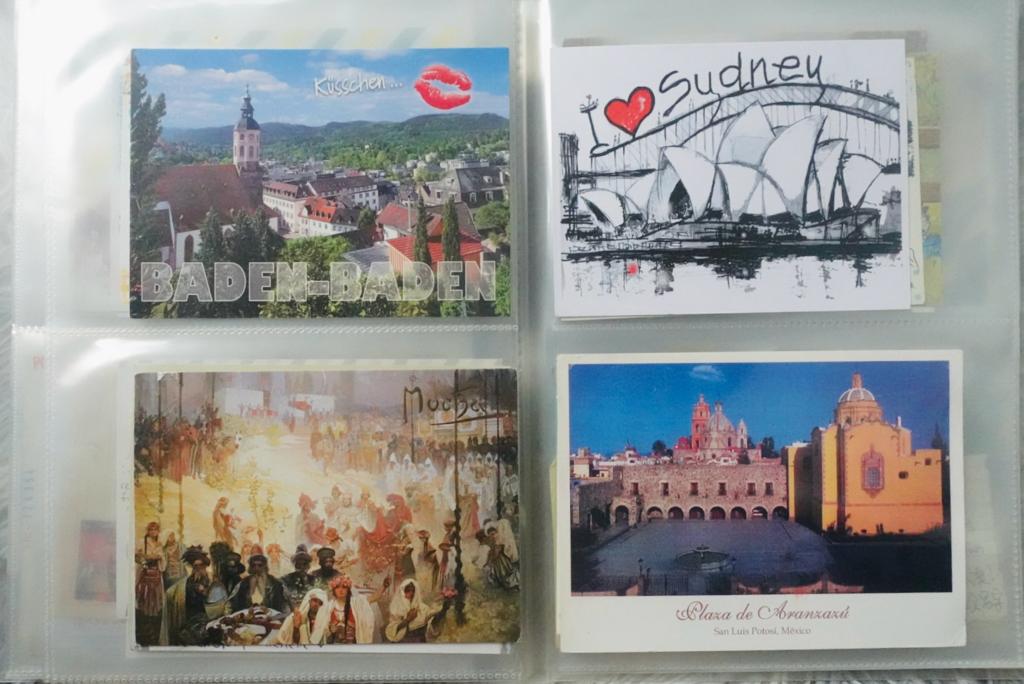 Küsschen...
BADEN-BADEN
I ♥ Sydney
Mucha
Plaza de Aranzazú
San Luis Potosí, México